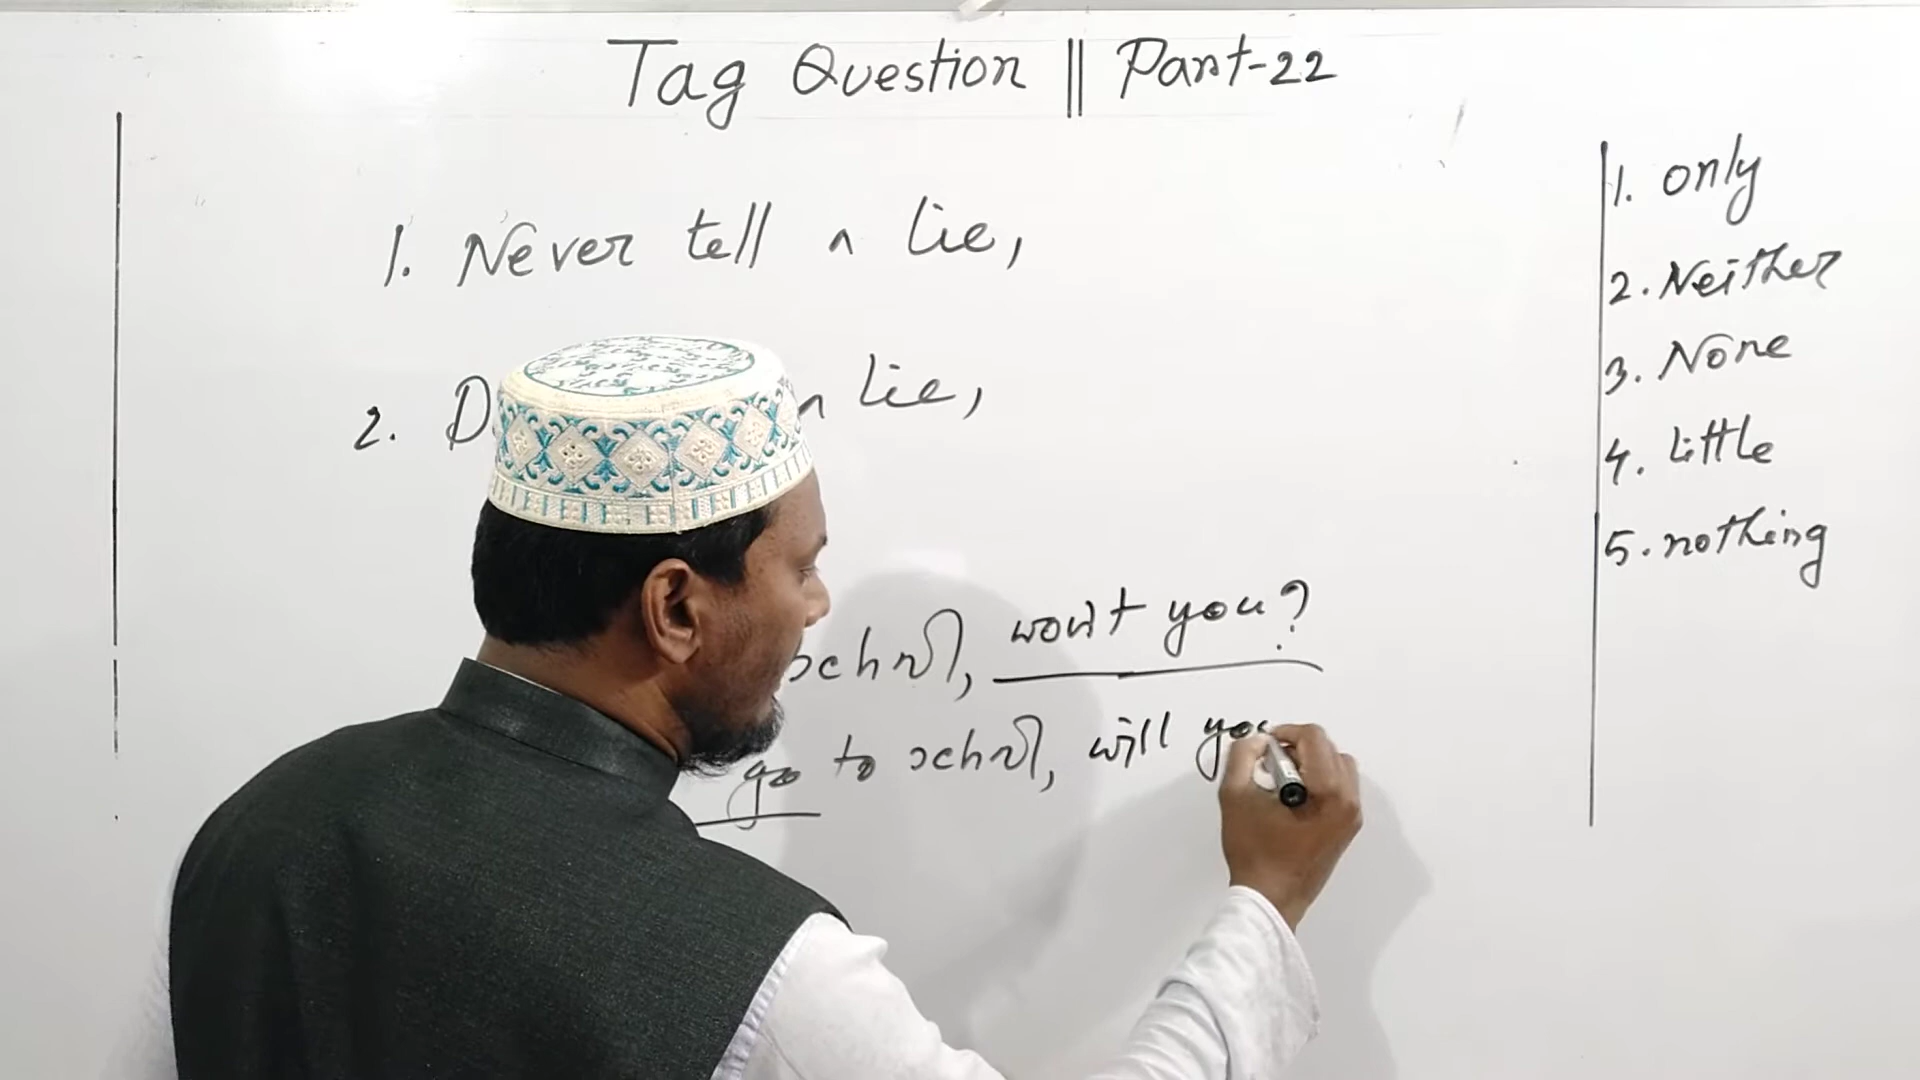 Tag Question || Part-22
1. Never tell a lie,
2. D a lie,
school, won't you?
go to school, will you
1. only
2. Neither
3. None
4. little
5. nothing